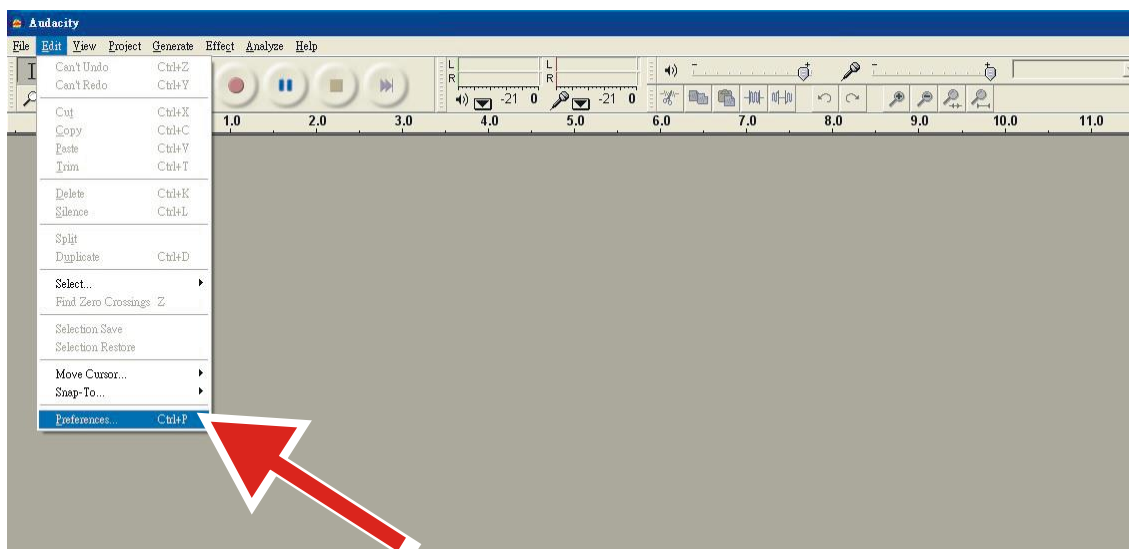 Audacity
File Edit View Project Generate Effect Analyze Help
Can't Undo Ctrl+Z
Can't Redo Ctrl+Y
Cut Ctrl+X
Copy Ctrl+C
Paste Ctrl+V
Trim Ctrl+T
Delete Ctrl+K
Silence Ctrl+L
Split
Duplicate Ctrl+D
Select...
Find Zero Crossings Z
Selection Save
Selection Restore
Move Cursor...
Snap-To...
Preferences... Ctrl+P
L L
R R
-21 0 -21 0
1.0 2.0 3.0 4.0 5.0 6.0 7.0 8.0 9.0 10.0 11.0